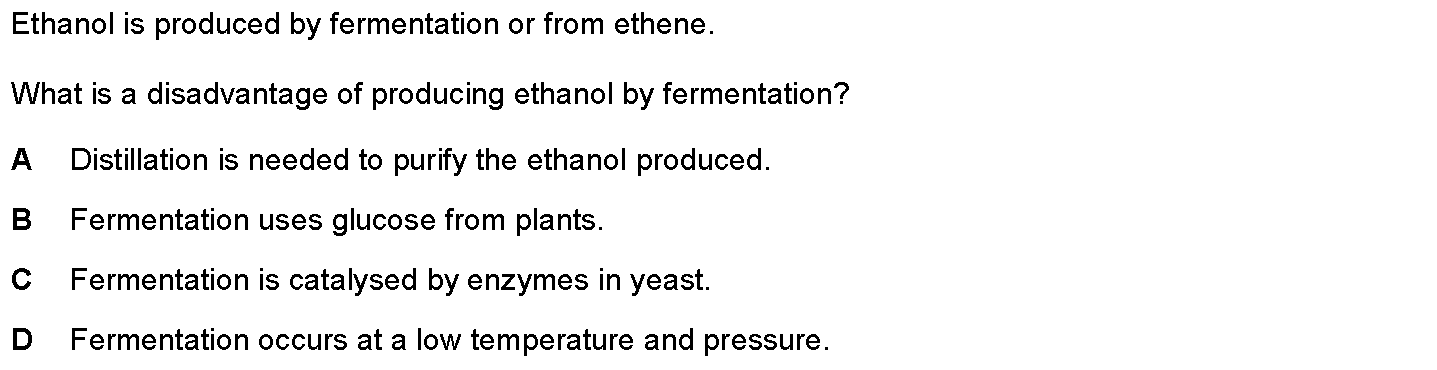 Ethanol is produced by fermentation or from ethene.
What is a disadvantage of producing ethanol by fermentation?
A Distillation is needed to purify the ethanol produced.
B Fermentation uses glucose from plants.
C Fermentation is catalysed by enzymes in yeast.
D Fermentation occurs at a low temperature and pressure.